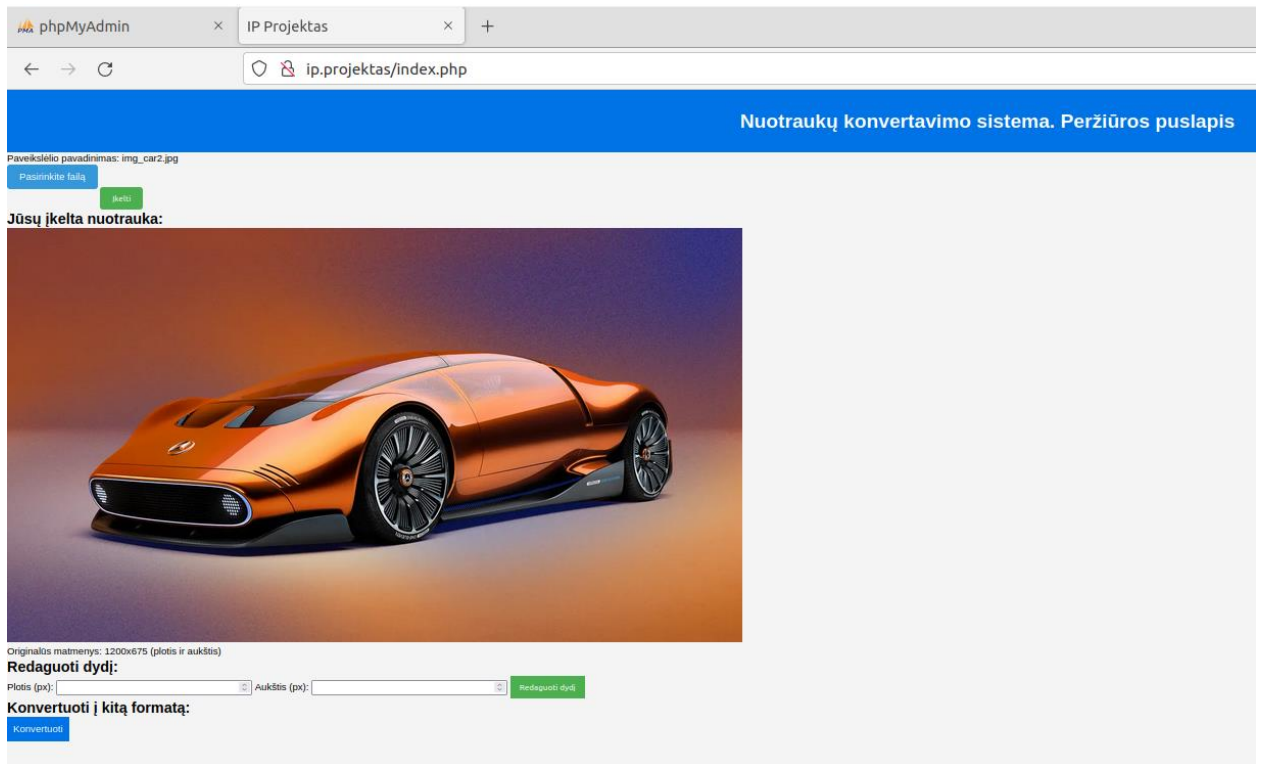 phpMyAdmin
IP Projektas
ip.projektas/index.php
Nuotraukų konvertavimo sistema. Peržiūros puslapis
Paveikslėlio pavadinimas: img_car2.jpg
Pasirinkite failą
Įkelti
Jūsų įkelta nuotrauka:
Originalūs matmenys: 1200x675 (plotis ir aukštis)
Redaguoti dydį:
Plotis (px): Aukštis (px): Redaguoti dydį
Konvertuoti į kitą formatą:
Konvertuoti